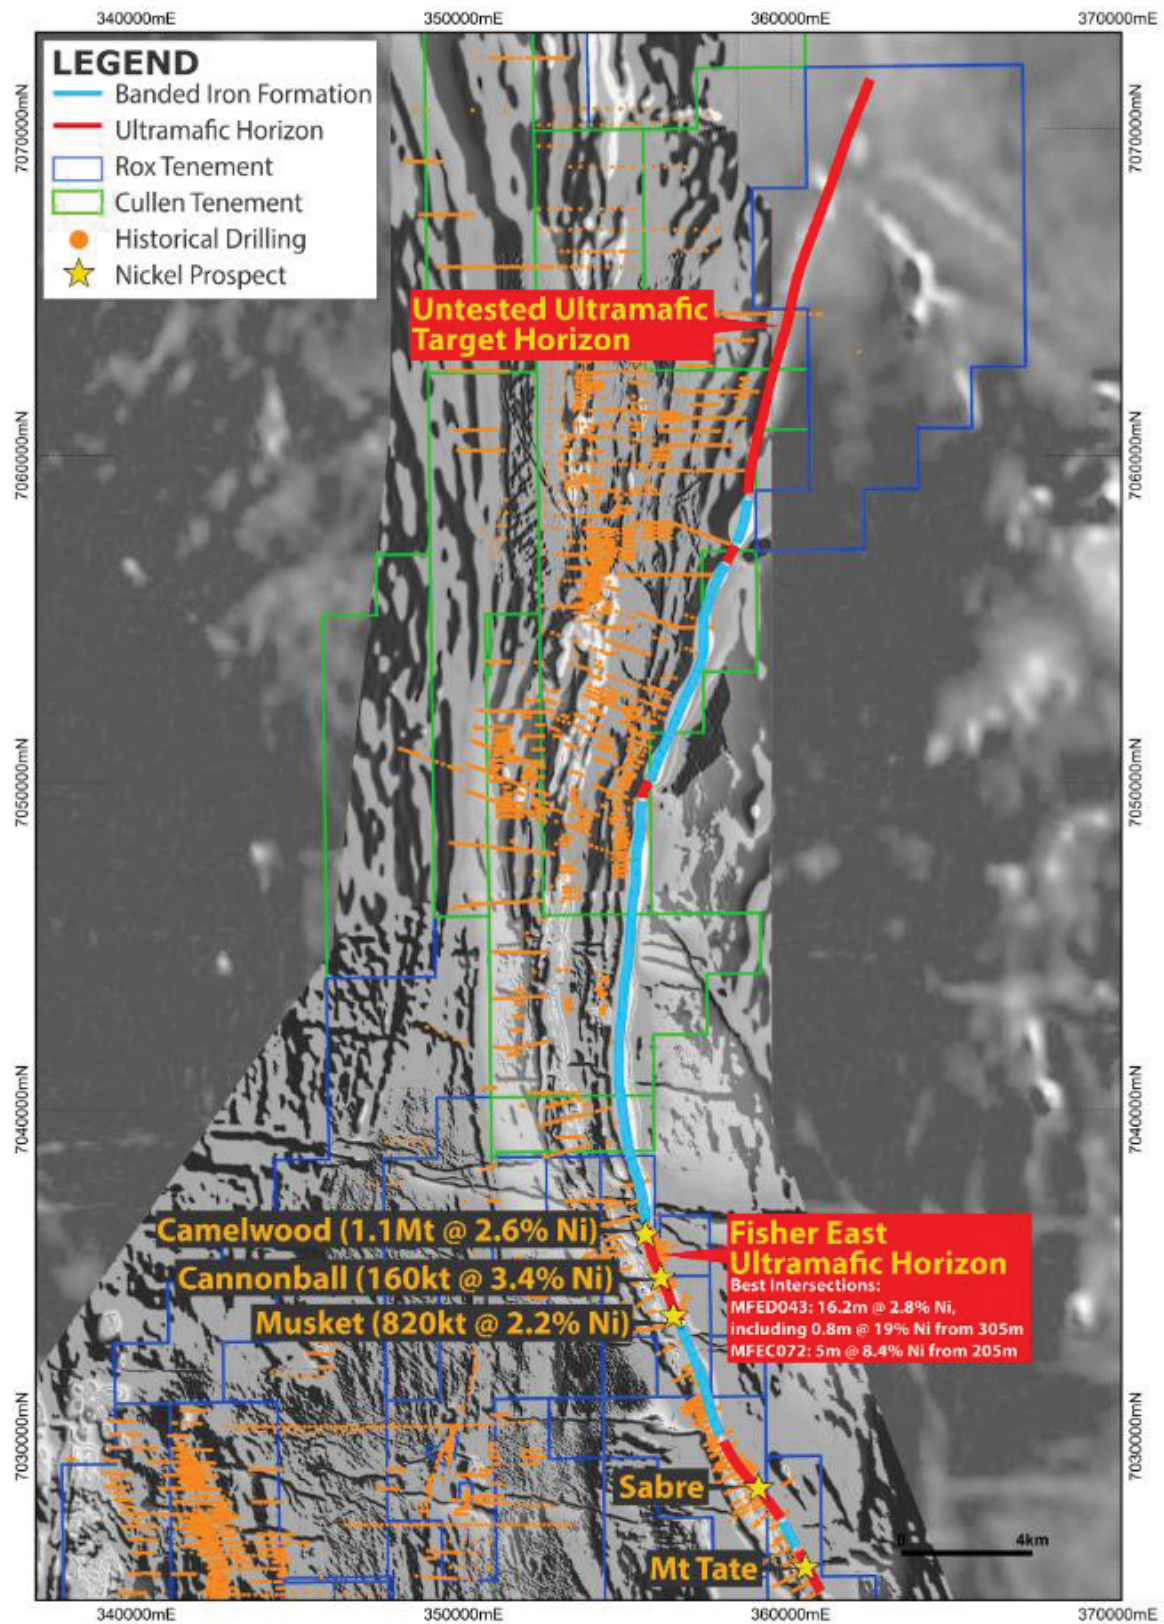 340000mE
350000mE
360000mE
370000mE
LEGEND
Banded Iron Formation
Ultramafic Horizon
Rox Tenement
Cullen Tenement
Historical Drilling
Nickel Prospect
7070000mN
7070000mN
Untested Ultramafic
Target Horizon
7060000mN
7060000mN
7050000mN
7050000mN
7040000mN
7040000mN
Camelwood (1.1Mt @ 2.6% Ni)
Cannonball (160kt @ 3.4% Ni)
Musket (820kt @ 2.2% Ni)
Fisher East
Ultramafic Horizon
Best Intersections:
MFED043: 16.2m @ 2.8% Ni,
including 0.8m @ 19% Ni from 305m
MFEC072: 5m @ 8.4% Ni from 205m
7030000mN
7030000mN
Sabre
0
4km
Mt Tate
340000mE
350000mE
360000mE
370000mE